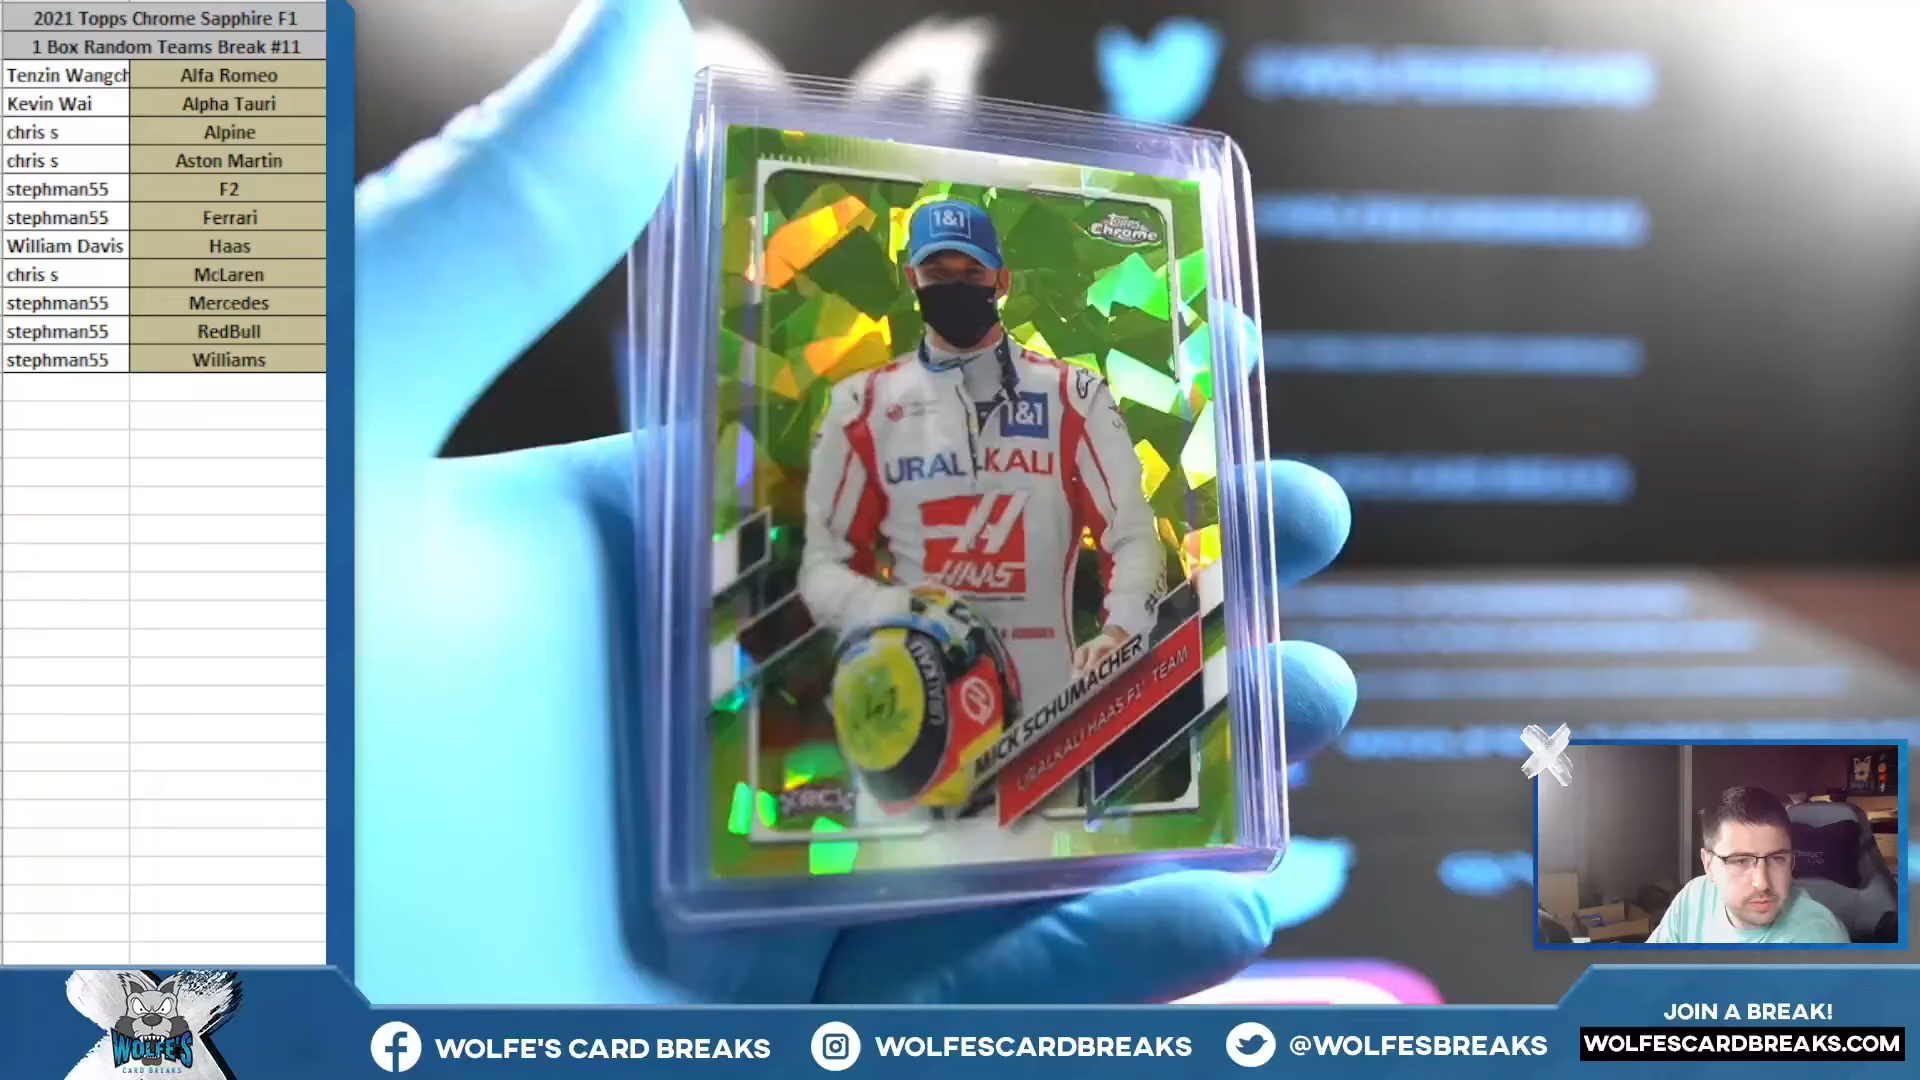 2021 Topps Chrome Sapphire F1
1 Box Random Teams Break #11
Tenzin Wangch Alfa Romeo
Kevin Wai Alpha Tauri
chris s Alpine
chris s Aston Martin
stephman55 F2
stephman55 Ferrari
William Davis Haas
chris s McLaren
stephman55 Mercedes
stephman55 RedBull
stephman55 Williams
1&1
Topps
Chrome
1&1
URALKALI
HAAS
47
MICK SCHUMACHER
URALKALI HAAS F1 TEAM
RC
WOLFE'S
CARD BREAKS
WOLFE'S CARD BREAKS
WOLFESCARDBREAKS
@WOLFESBREAKS
JOIN A BREAK!
WOLFESCARDBREAKS.COM